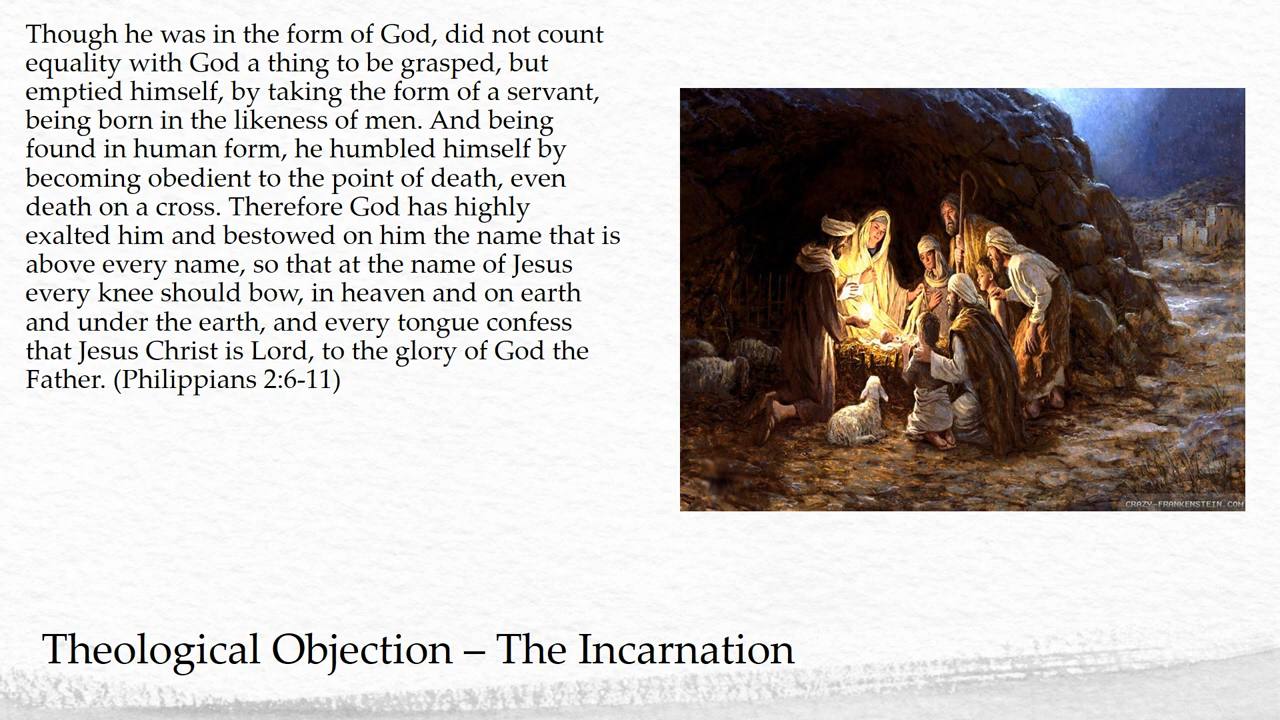 Though he was in the form of God, did not count
equality with God a thing to be grasped, but
emptied himself, by taking the form of a servant,
being born in the likeness of men. And being
found in human form, he humbled himself by
becoming obedient to the point of death, even
death on a cross. Therefore God has highly
exalted him and bestowed on him the name that is
above every name, so that at the name of Jesus
every knee should bow, in heaven and on earth
and under the earth, and every tongue confess
that Jesus Christ is Lord, to the glory of God the
Father. (Philippians 2:6-11)
CRAZY-FRANKENSTEIN.COM
Theological Objection – The Incarnation